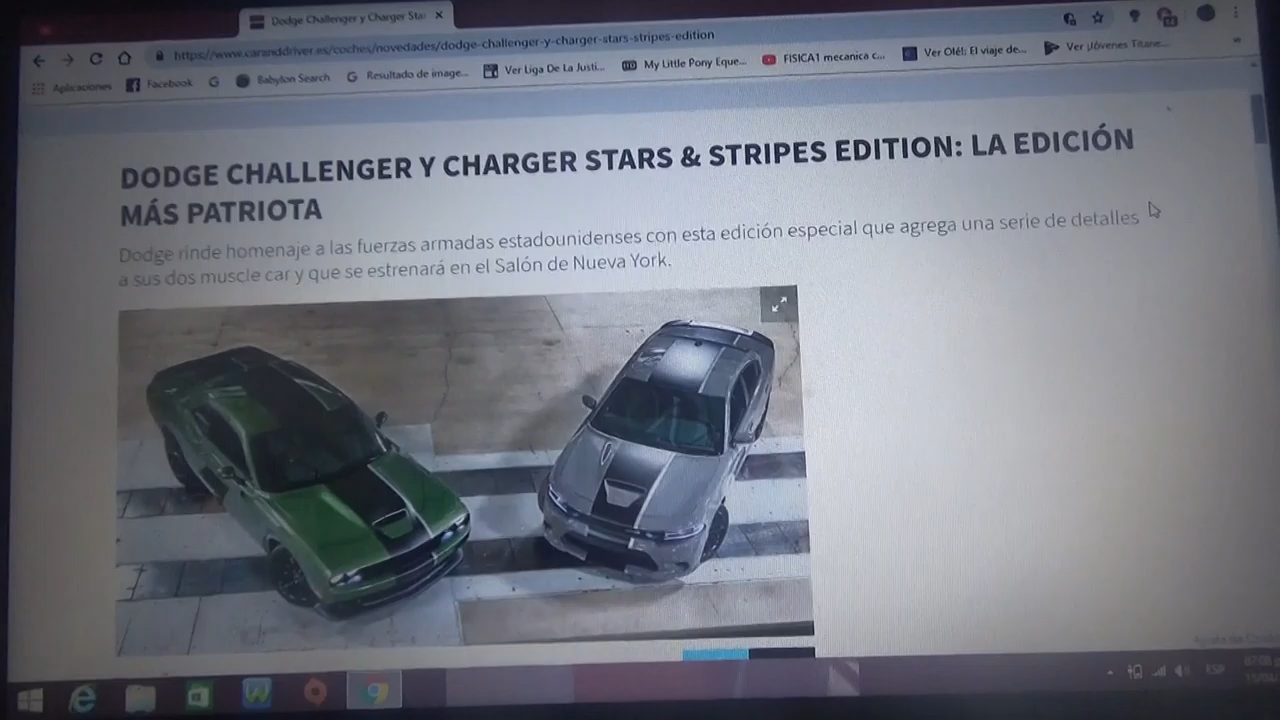 Dodge Challenger y Charger Star
https://www.caranddriver.es/coches/novedades/dodge-challenger-y-charger-stars-stripes-edition
Aplicaciones Facebook Babylon Search Resultado de image... Ver Liga De La Justi... My Little Pony Eque... FISICA1 mecanica c... Ver Olé!: El viaje de... Ver ¡Jóvenes Titane...
DODGE CHALLENGER Y CHARGER STARS & STRIPES EDITION: LA EDICIÓN
MÁS PATRIOTA
Dodge rinde homenaje a las fuerzas armadas estadounidenses con esta edición especial que agrega una serie de detalles
a sus dos muscle car y que se estrenará en el Salón de Nueva York.
ESP